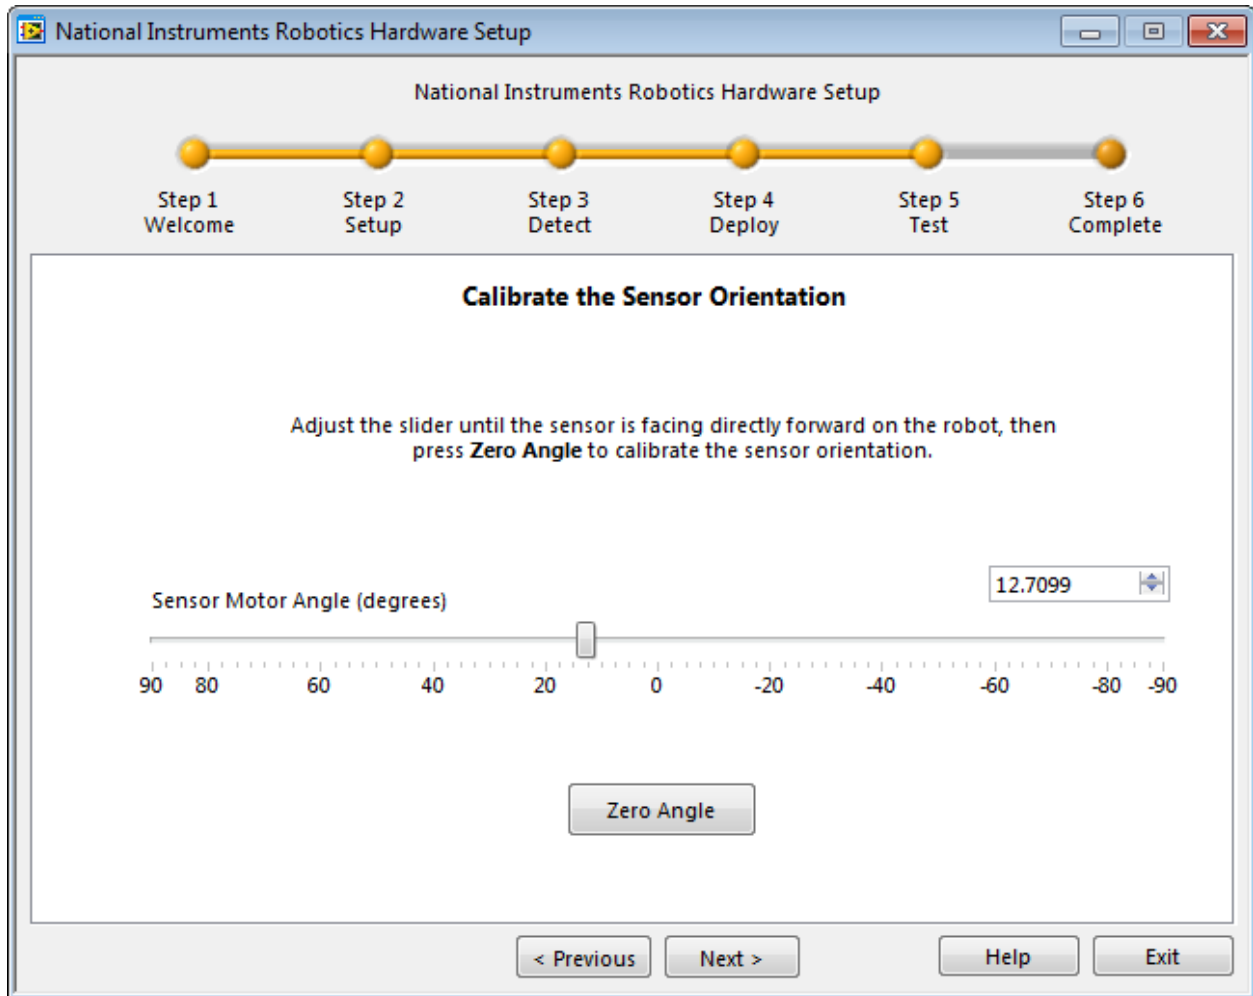 National Instruments Robotics Hardware Setup
National Instruments Robotics Hardware Setup
Step 1 Step 2 Step 3 Step 4 Step 5 Step 6
Welcome Setup Detect Deploy Test Complete
Calibrate the Sensor Orientation
Adjust the slider until the sensor is facing directly forward on the robot, then
press Zero Angle to calibrate the sensor orientation.
12.7099
Sensor Motor Angle (degrees)
90 80 60 40 20 0 -20 -40 -60 -80 -90
Zero Angle
< Previous Next > Help Exit